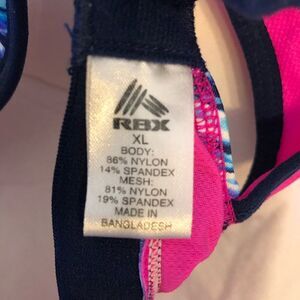 RBX
XL
BODY:
86% NYLON
14% SPANDEX
MESH:
81% NYLON
19% SPANDEX
MADE IN
BANGLADESH